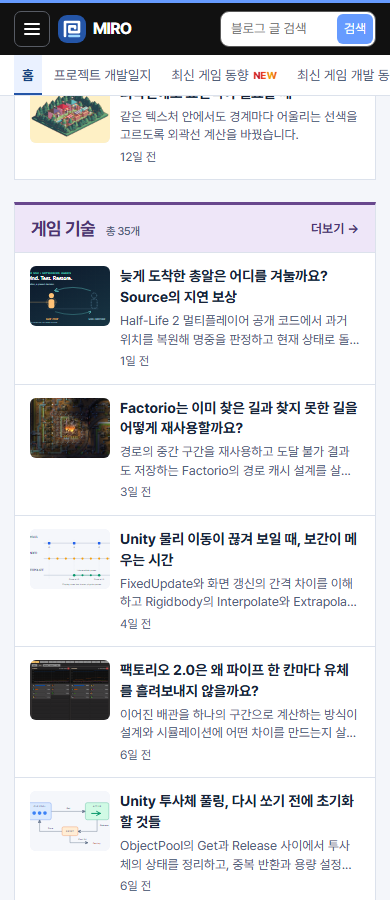 MIRO
블로그 글 검색
검색
홈
프로젝트 개발일지
최신 게임 동향 NEW
최신 게임 개발 동
같은 텍스처 안에서도 경계마다 어울리는 선색을
고르도록 외곽선 계산을 바꿨습니다.
12일 전
게임 기술 총 35개
더보기 →
늦게 도착한 총알은 어디를 겨눌까요?
Source의 지연 보상
Half-Life 2 멀티플레이어 공개 코드에서 과거
위치를 복원해 명중을 판정하고 현재 상태로 돌...
1일 전
Factorio는 이미 찾은 길과 찾지 못한 길을
어떻게 재사용할까요?
경로의 중간 구간을 재사용하고 도달 불가 결과
도 저장하는 Factorio의 경로 캐시 설계를 살...
3일 전
Unity 물리 이동이 끊겨 보일 때, 보간이 메
우는 시간
FixedUpdate와 화면 갱신의 간격 차이를 이해
하고 Rigidbody의 Interpolate와 Extrapola...
4일 전
팩토리오 2.0은 왜 파이프 한 칸마다 유체
를 흘려보내지 않을까요?
이어진 배관을 하나의 구간으로 계산하는 방식이
설계와 시뮬레이션에 어떤 차이를 만드는지 살...
6일 전
Unity 투사체 풀링, 다시 쏘기 전에 초기화
할 것들
ObjectPool의 Get과 Release 사이에서 투사
체의 상태를 정리하고, 중복 반환과 용량 설정...
6일 전